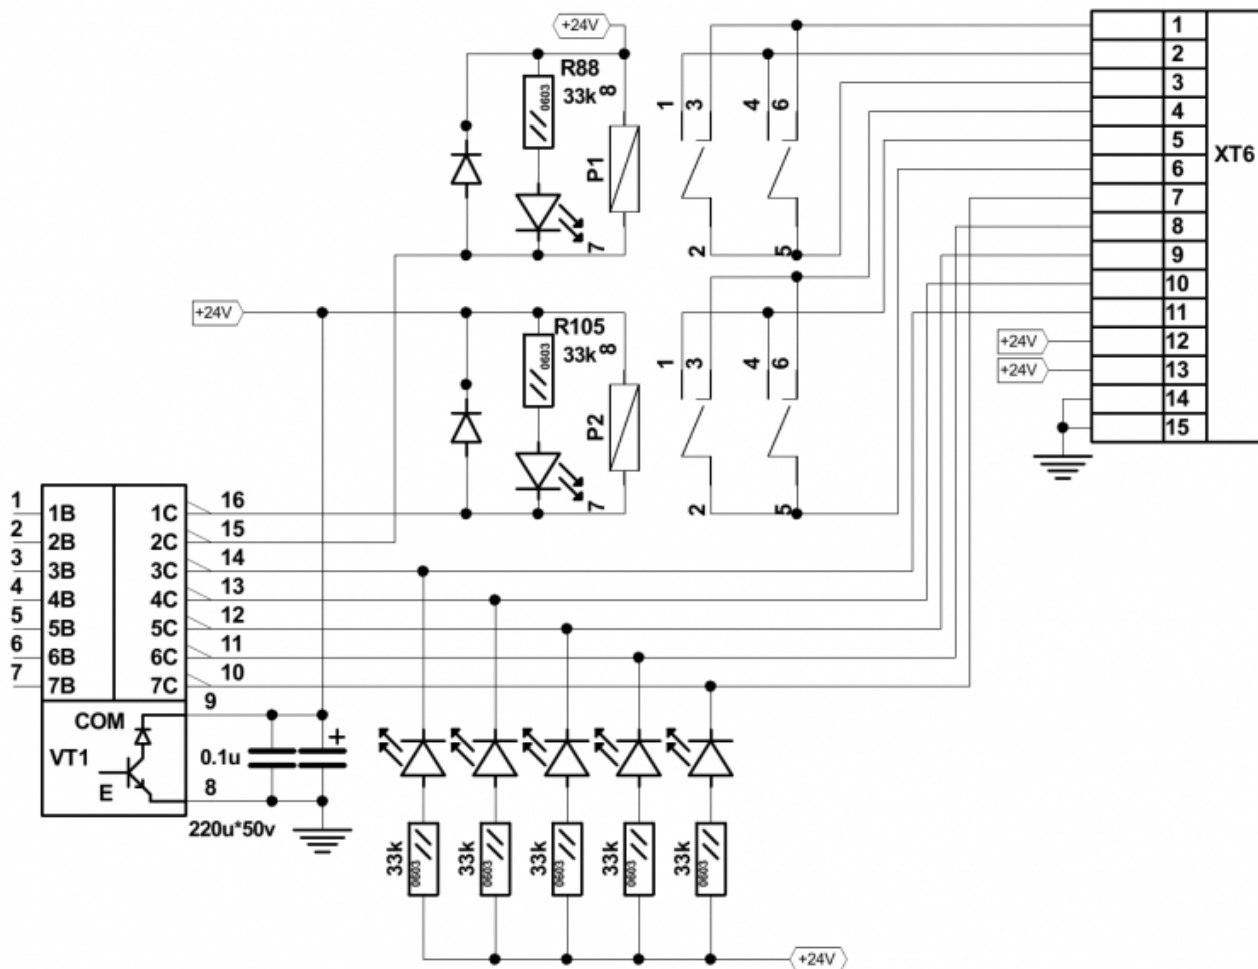 +24V
R88
33k
0603
8
P1
7
1
3
4
6
2
5
+24V
R105
33k
0603
8
P2
7
1
3
4
6
2
5
1
2
3
4
5
6
7
8
9
10
11
12
13
14
15
XT6
+24V
+24V
1
2
3
4
5
6
7
1B
2B
3B
4B
5B
6B
7B
1C
2C
3C
4C
5C
6C
7C
16
15
14
13
12
11
10
9
COM
VT1
E
8
0.1u
+
220u*50v
33k
0603
33k
0603
33k
0603
33k
0603
33k
0603
+24V